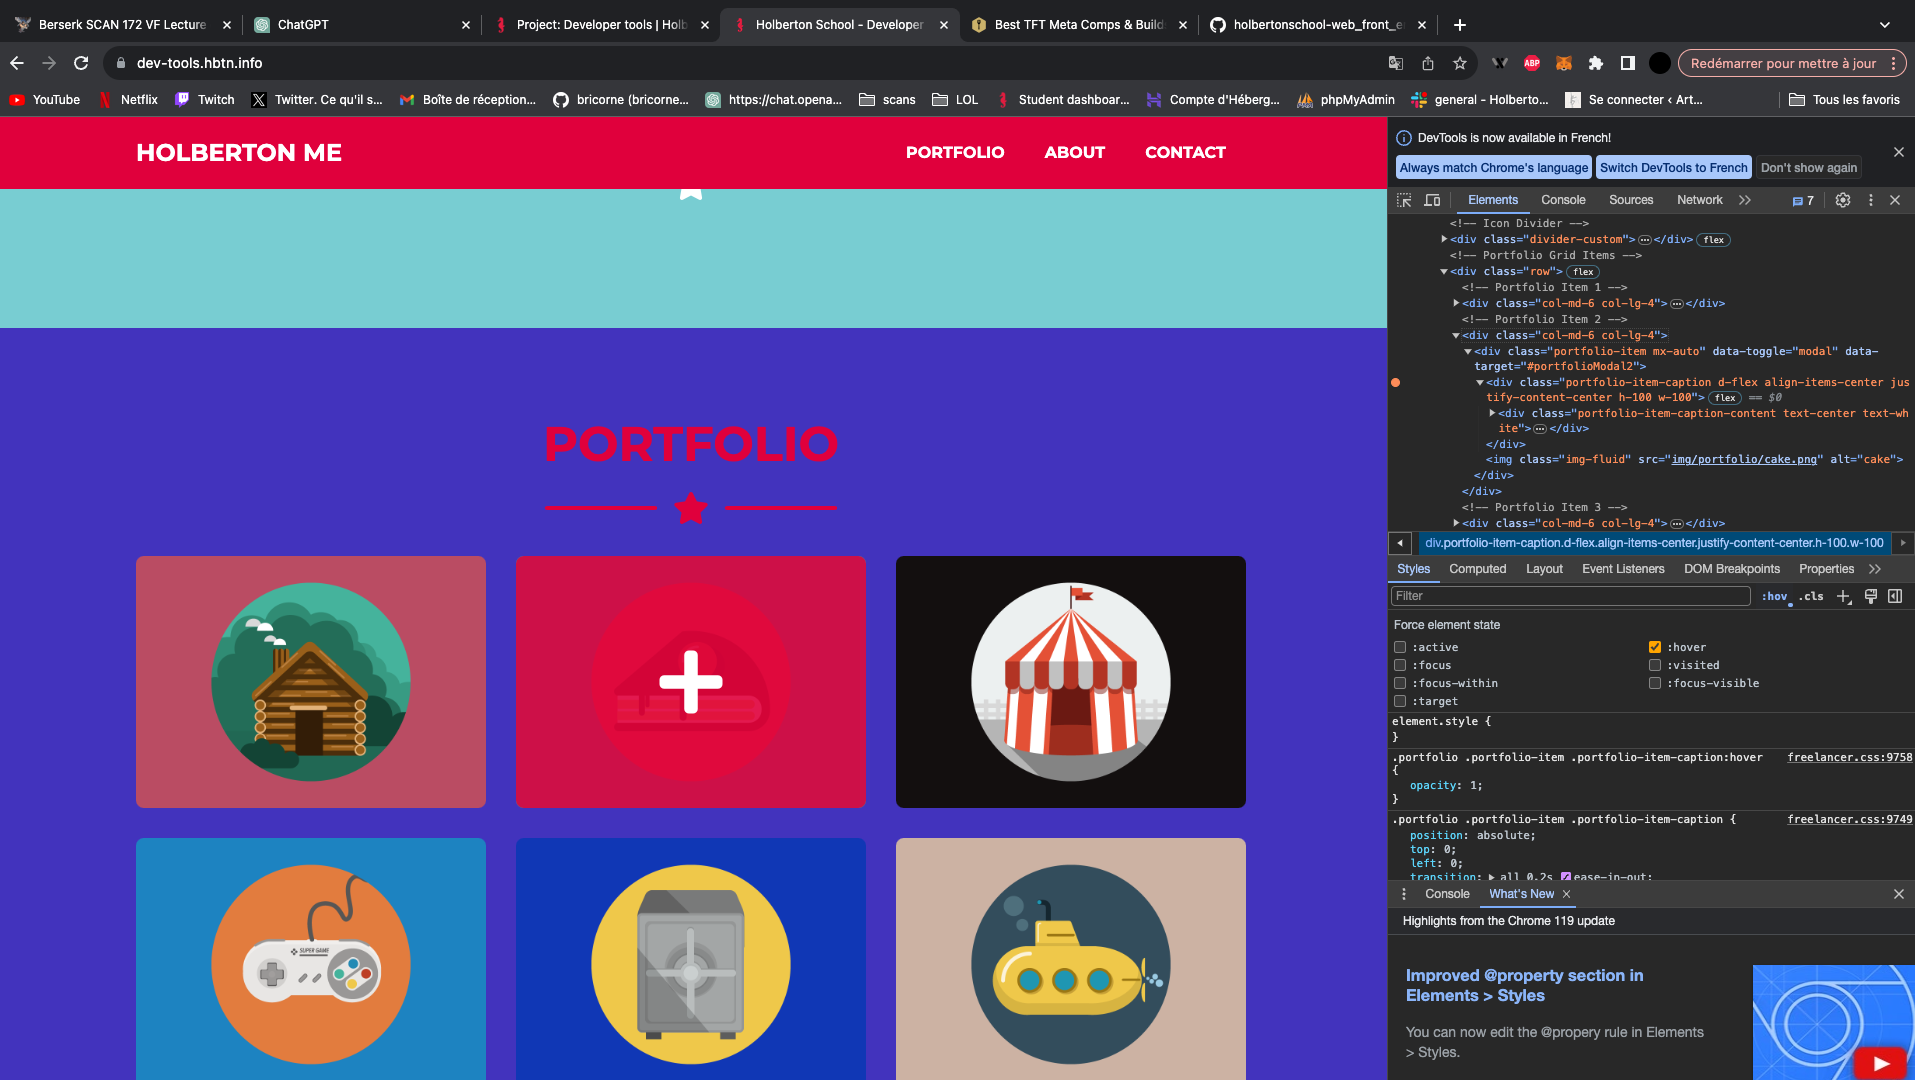 Berserk SCAN 172 VF Lecture
ChatGPT
Project: Developer tools | Holb
Holberton School - Developer
Best TFT Meta Comps & Build
holbertonschool-web_front_e
dev-tools.hbtn.info
ABP
Redémarrer pour mettre à jour
YouTube
Netflix
Twitch
Twitter. Ce qu'il s...
Boîte de réception...
bricorne (bricorne...
https://chat.opena...
scans
LOL
Student dashboar...
Compte d'Héberg...
phpMyAdmin
general - Holberto...
Se connecter ‹ Art...
Tous les favoris
HOLBERTON ME
PORTFOLIO
ABOUT
CONTACT
PORTFOLIO
SUPER GAME
DevTools is now available in French!
Always match Chrome's language
Switch DevTools to French
Don't show again
Elements
Console
Sources
Network
7
<!-- Icon Divider -->
<div class="divider-custom">…</div> flex
<!-- Portfolio Grid Items -->
<div class="row"> flex
<!-- Portfolio Item 1 -->
<div class="col-md-6 col-lg-4">…</div>
<!-- Portfolio Item 2 -->
<div class="col-md-6 col-lg-4">
<div class="portfolio-item mx-auto" data-toggle="modal" data-
target="#portfolioModal2">
<div class="portfolio-item-caption d-flex align-items-center jus
tify-content-center h-100 w-100"> flex == $0
<div class="portfolio-item-caption-content text-center text-wh
ite">…</div>
</div>
<img class="img-fluid" src="img/portfolio/cake.png" alt="cake">
</div>
</div>
<!-- Portfolio Item 3 -->
<div class="col-md-6 col-lg-4">…</div>
div.portfolio-item-caption.d-flex.align-items-center.justify-content-center.h-100.w-100
Styles
Computed
Layout
Event Listeners
DOM Breakpoints
Properties
Filter
:hov
.cls
Force element state
:active
:hover
:focus
:visited
:focus-within
:focus-visible
:target
element.style {
}
.portfolio .portfolio-item .portfolio-item-caption:hover
freelancer.css:9758
{
opacity: 1;
}
.portfolio .portfolio-item .portfolio-item-caption {
freelancer.css:9749
position: absolute;
top: 0;
left: 0;
transition: all 0.2s ease-in-out;
Console
What's New
Highlights from the Chrome 119 update
Improved @property section in
Elements > Styles
You can now edit the @propery rule in Elements
> Styles.